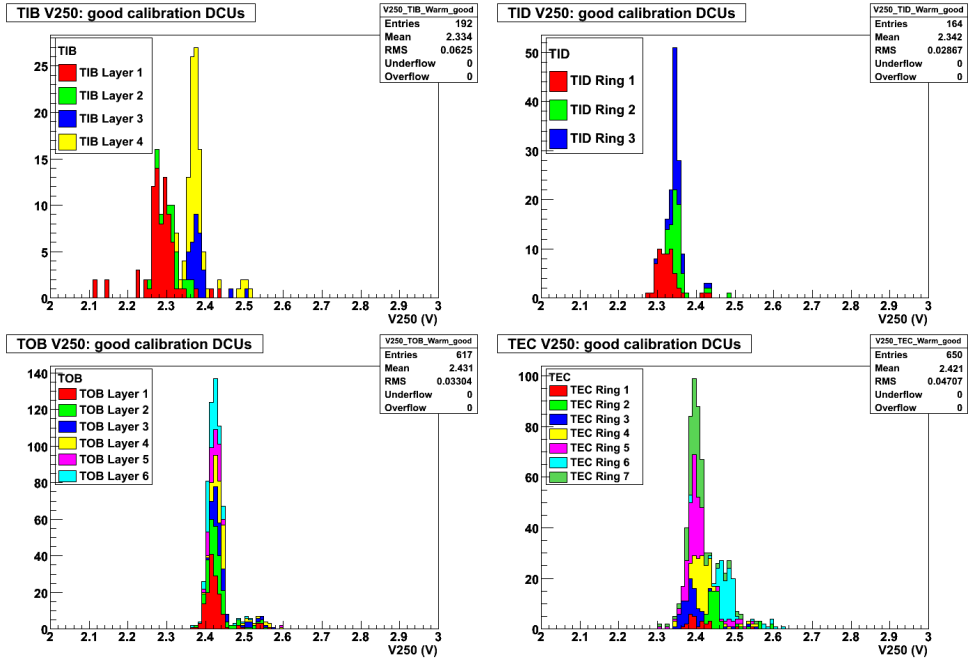 TIB V250: good calibration DCUs
V250_TIB_Warm_good
Entries 192
Mean 2.334
RMS 0.0625
Underflow 0
Overflow 0
TIB
TIB Layer 1
TIB Layer 2
TIB Layer 3
TIB Layer 4
25
20
15
10
5
0
2 2.1 2.2 2.3 2.4 2.5 2.6 2.7 2.8 2.9 3
V250 (V)
TID V250: good calibration DCUs
V250_TID_Warm_good
Entries 164
Mean 2.342
RMS 0.02867
Underflow 0
Overflow 0
TID
TID Ring 1
TID Ring 2
TID Ring 3
50
40
30
20
10
0
2 2.1 2.2 2.3 2.4 2.5 2.6 2.7 2.8 2.9 3
V250 (V)
TOB V250: good calibration DCUs
V250_TOB_Warm_good
Entries 617
Mean 2.431
RMS 0.03304
Underflow 0
Overflow 0
TOB
TOB Layer 1
TOB Layer 2
TOB Layer 3
TOB Layer 4
TOB Layer 5
TOB Layer 6
140
120
100
80
60
40
20
0
2 2.1 2.2 2.3 2.4 2.5 2.6 2.7 2.8 2.9 3
V250 (V)
TEC V250: good calibration DCUs
V250_TEC_Warm_good
Entries 650
Mean 2.421
RMS 0.04707
Underflow 0
Overflow 0
TEC
TEC Ring 1
TEC Ring 2
TEC Ring 3
TEC Ring 4
TEC Ring 5
TEC Ring 6
TEC Ring 7
100
80
60
40
20
0
2 2.1 2.2 2.3 2.4 2.5 2.6 2.7 2.8 2.9 3
V250 (V)